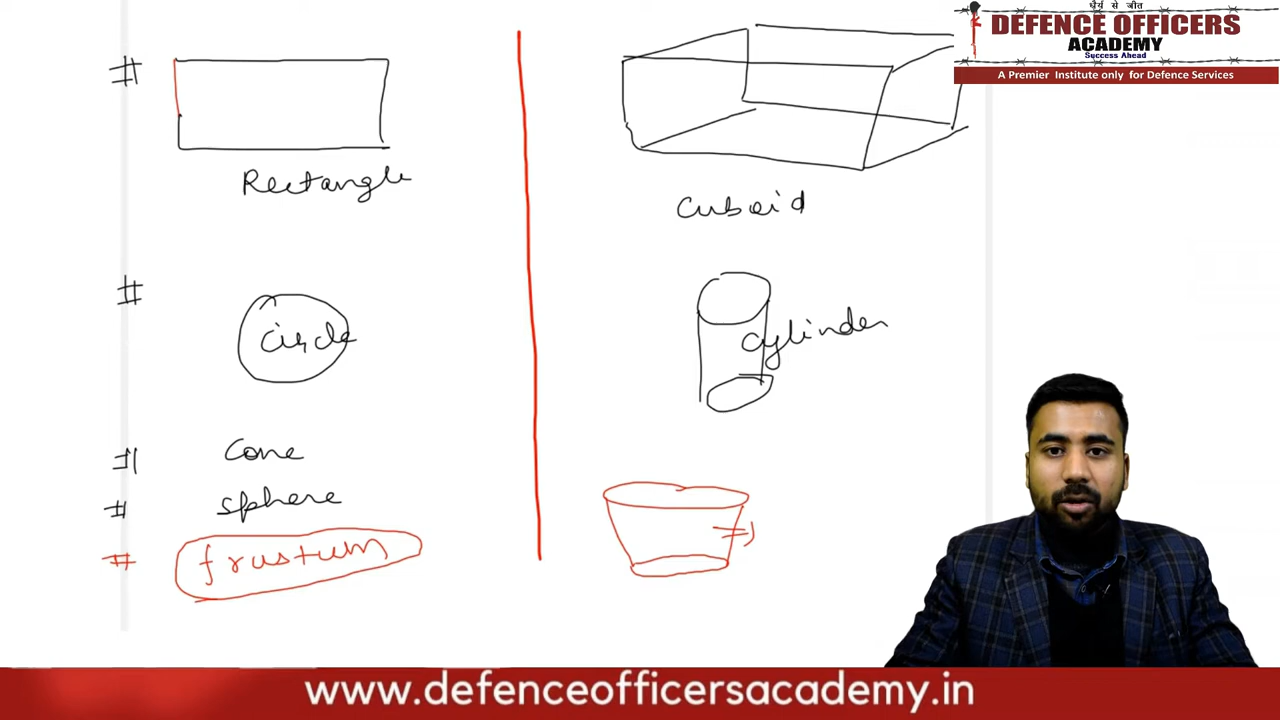 धैर्य से जीत
DEFENCE OFFICERS
ACADEMY
Success Ahead
A Premier Institute only for Defence Services
#
Rectangle
Cuboid
#
Circle
Cylinder
# Cone
# Sphere
# frustum
www.defenceofficersacademy.in